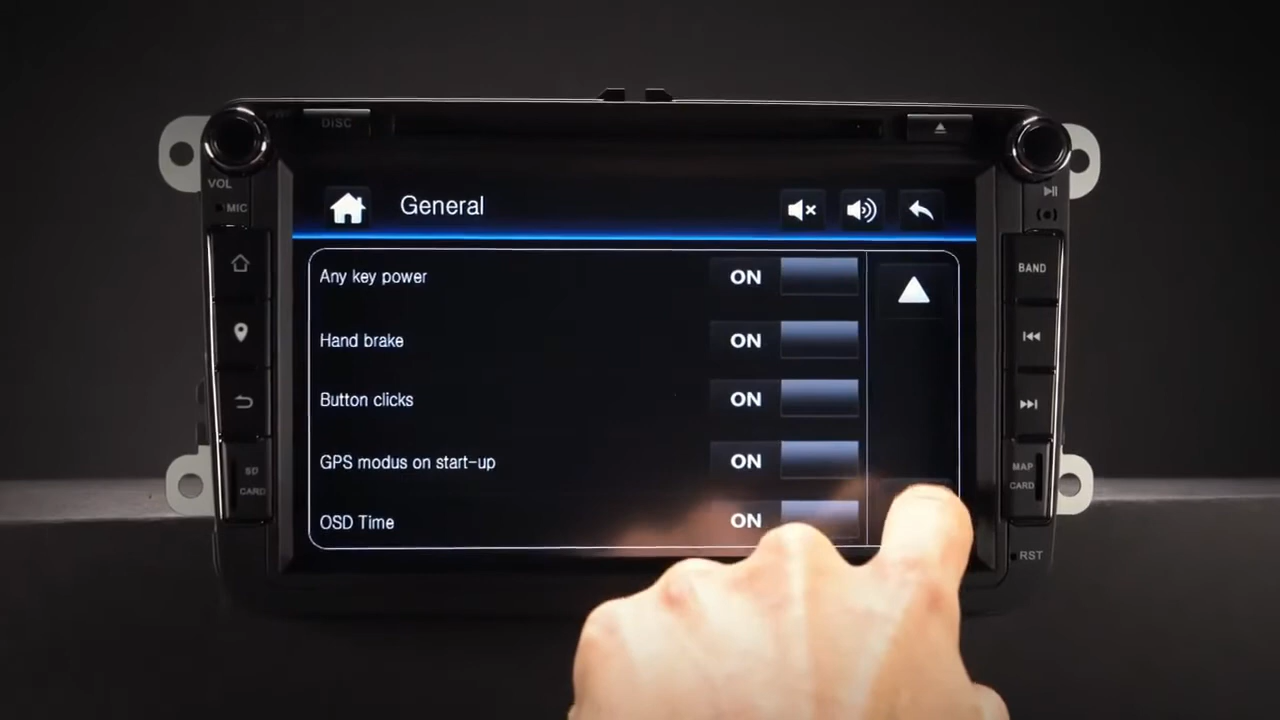 DISC
VOL
MIC
General
Any key power ON
Hand brake ON
Button clicks ON
GPS modus on start-up ON
OSD Time ON
SD
CARD
BAND
MAP
CARD
RST